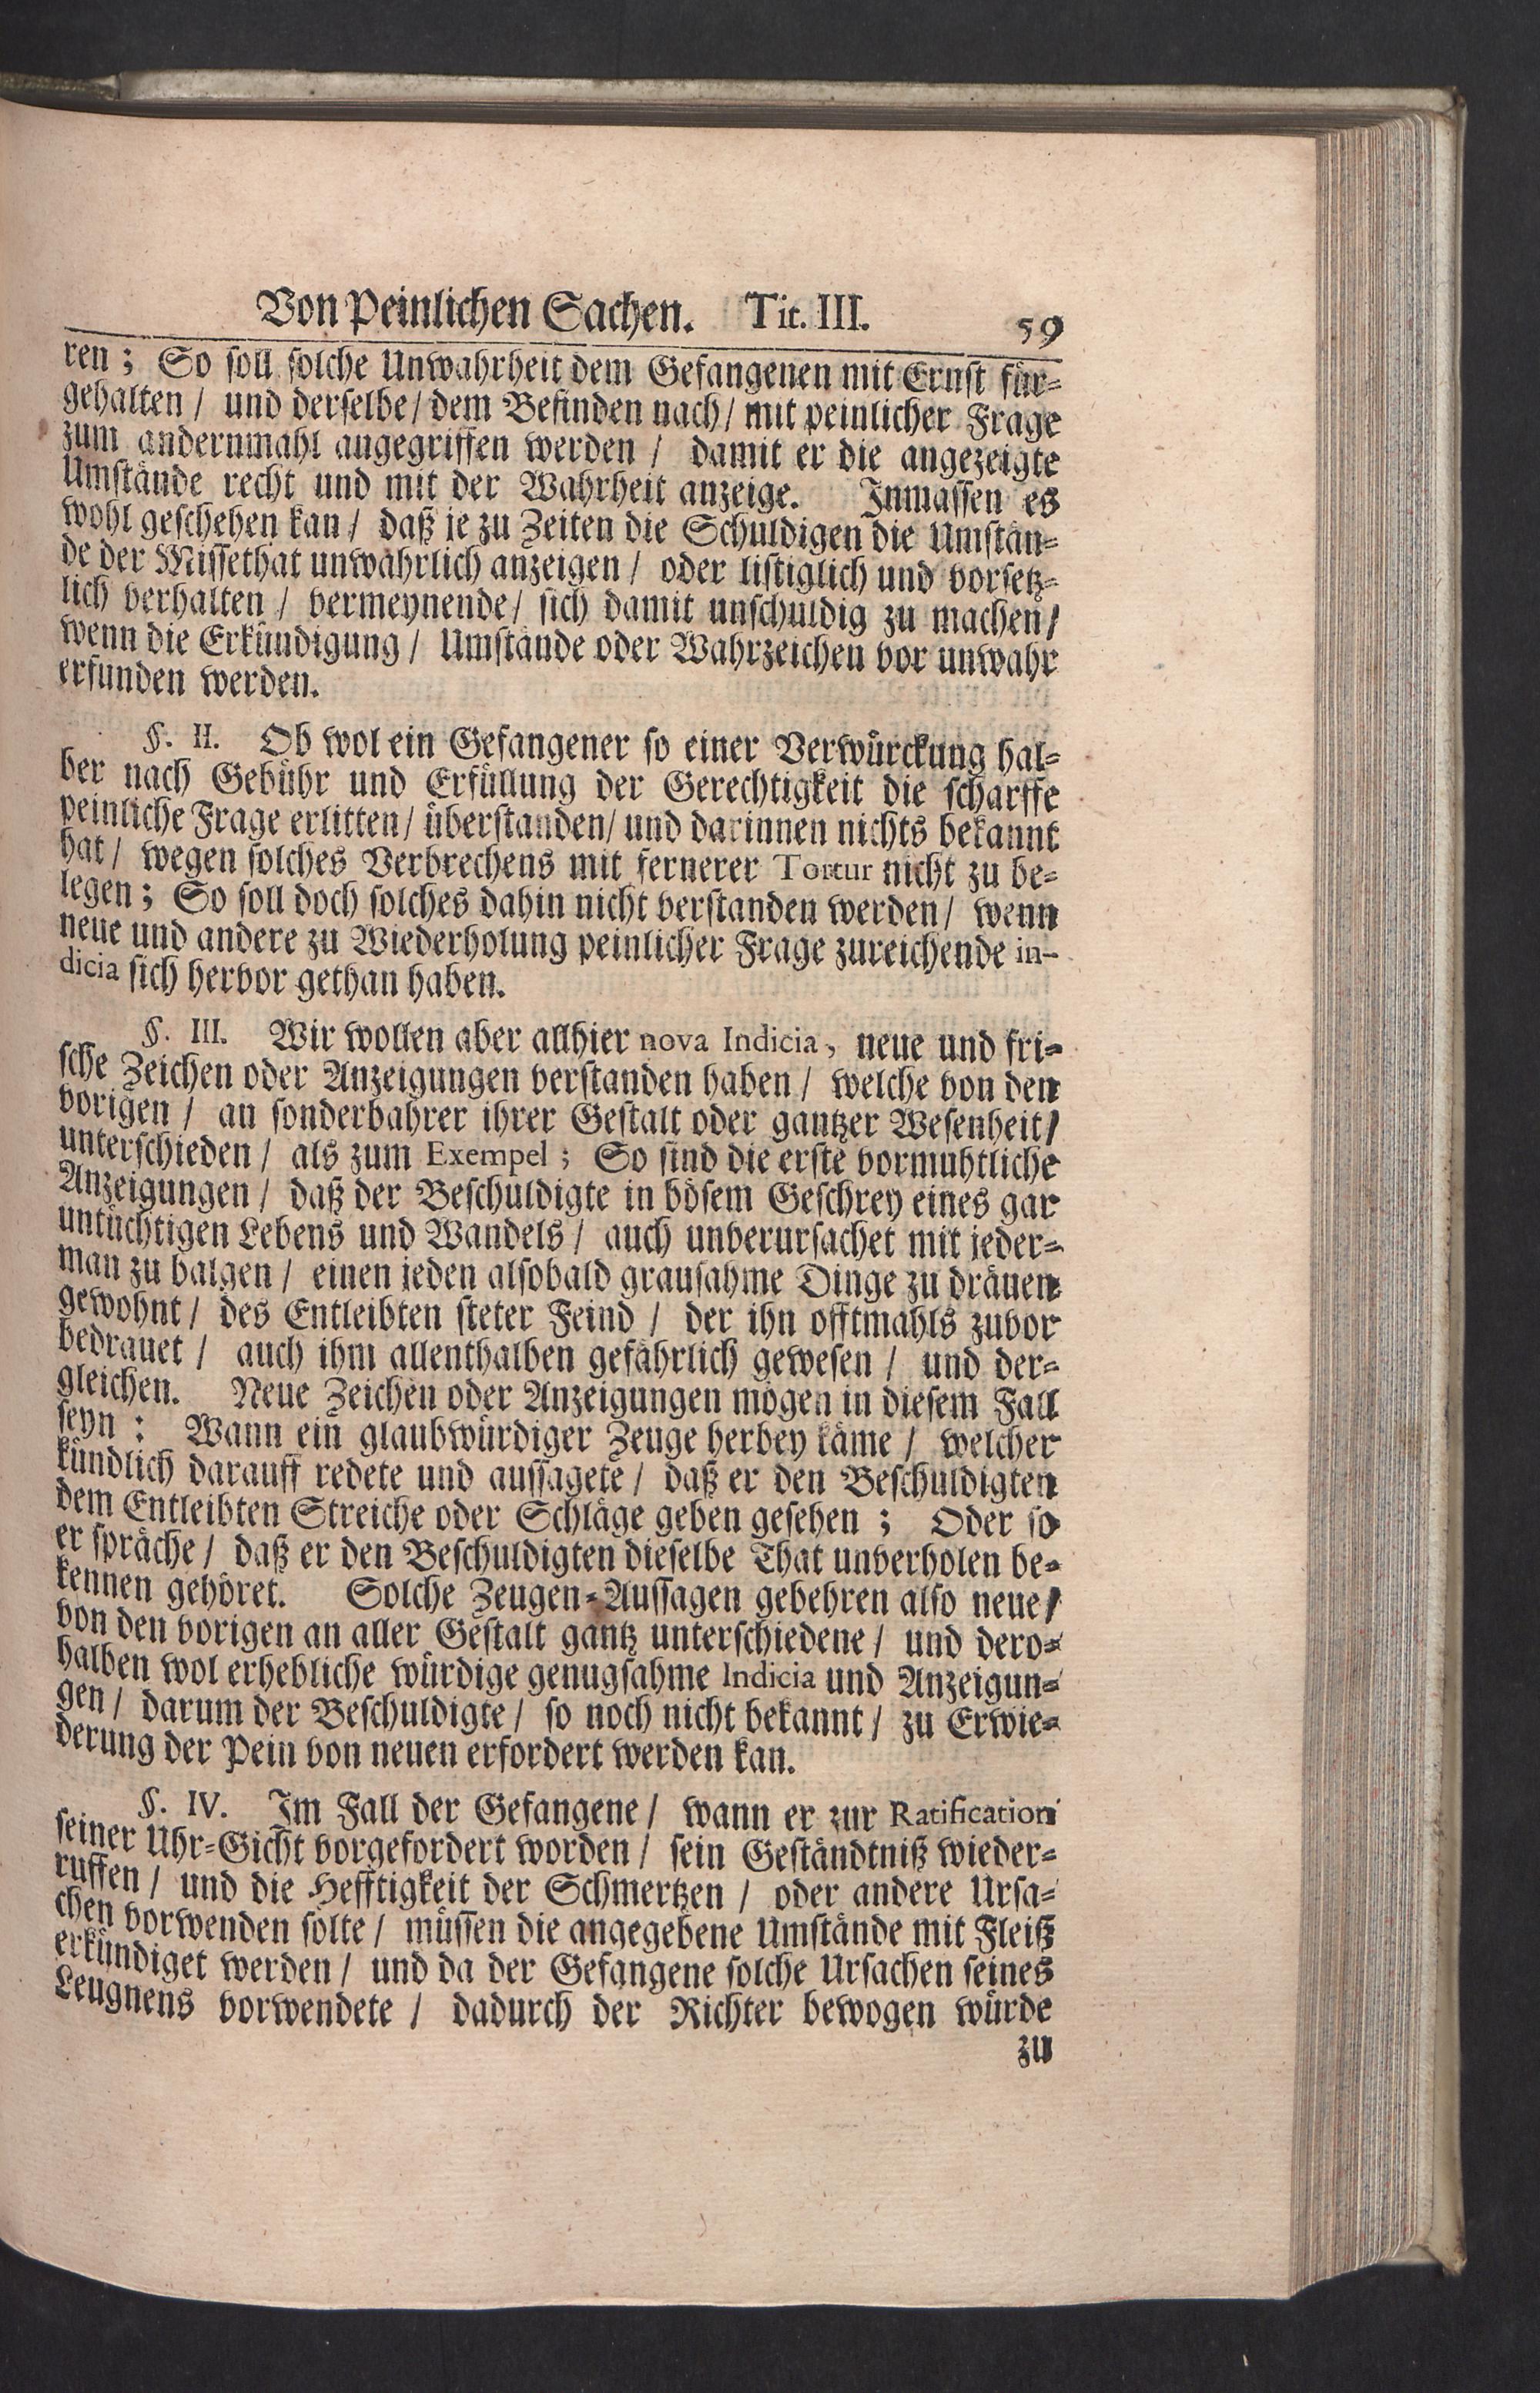 Von Peinlichen Sachen. Tit. III. 59
ren; So soll solche Unwahrheit dem Gefangenen mit Ernst für-
gehalten / und derselbe / dem Befinden nach / mit peinlicher Frage
zum andernmahl angegriffen werden / damit er die angezeigte
Umstände recht und mit der Wahrheit anzeige. Inmassen es
wohl geschehen kan / daß je zu Zeiten die Schuldigen die Umstän-
de der Missethat unwahrlich anzeigen / oder listiglich und vorsetz-
lich verhalten / vermeynende / sich damit unschuldig zu machen /
wenn die Erkündigung / Umstände oder Wahrzeichen vor unwahr
erfunden werden.
§. II. Ob wol ein Gefangener so einer Verwürckung hal-
ber nach Gebühr und Erfüllung der Gerechtigkeit die scharffe
peinliche Frage erlitten / überstanden / und darinnen nichts bekannt
hat / wegen solches Verbrechens mit fernerer Tortur nicht zu be-
legen; So soll doch solches dahin nicht verstanden werden / wenn
neue und andere zu Wiederholung peinlicher Frage zureichende in-
dicia sich hervor gethan haben.
§. III. Wir wollen aber allhier nova Indicia, neue und fri-
sche Zeichen oder Anzeigungen verstanden haben / welche von den
vorigen / an sonderbahrer ihrer Gestalt oder gantzer Wesenheit /
unterschieden / als zum Exempel; So sind die erste vormuhtliche
Anzeigungen / daß der Beschuldigte in bösem Geschrey eines gar
untüchtigen Lebens und Wandels / auch unverursachet mit jeder-
man zu balgen / einen jeden alsobald grausahme Dinge zu dräuen
gewohnt / des Entleibten steter Feind / der ihn offtmahls zuvor
bedrauet / auch ihm allenthalben gefährlich gewesen / und der-
gleichen. Neue Zeichen oder Anzeigungen mögen in diesem Fall
seyn: Wann ein glaubwürdiger Zeuge herbey käme / welcher
kündlich darauff redete und aussagete / daß er den Beschuldigten
dem Entleibten Streiche oder Schläge geben gesehen; Oder so
er spräche / daß er den Beschuldigten dieselbe That unverholen be-
kennen gehöret. Solche Zeugen-Aussagen gebehren also neue /
von den vorigen an aller Gestalt gantz unterschiedene / und dero-
halben wol erhebliche würdige genugsahme Indicia und Anzeigun-
gen / darum der Beschuldigte / so noch nicht bekannt / zu Erwie-
derung der Pein von neuen erfordert werden kan.
§. IV. Im Fall der Gefangene / wann er zur Ratification
seiner Uhr-Gicht vorgefordert worden / sein Geständtniß wieder-
ruffen / und die Hefftigkeit der Schmertzen / oder andere Ursa-
chen vorwenden solte / müssen die angegebene Umstände mit Fleiß
erkündiget werden / und da der Gefangene solche Ursachen seines
Leugnens vorwendete / dadurch der Richter bewogen würde
zu